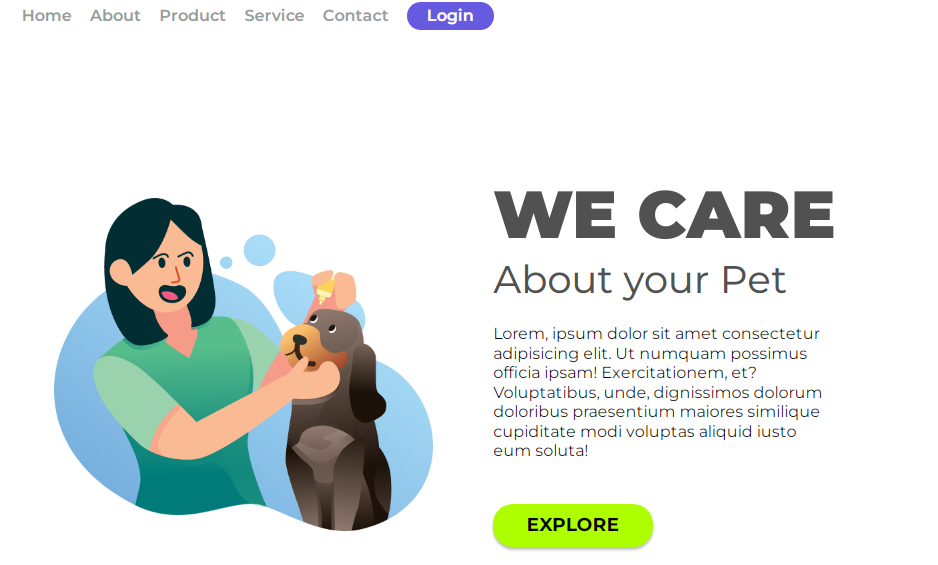 Home About Product Service Contact Login
WE CARE
About your Pet
Lorem, ipsum dolor sit amet consectetur
adipisicing elit. Ut numquam possimus
officia ipsam! Exercitationem, et?
Voluptatibus, unde, dignissimos dolorum
doloribus praesentium maiores similique
cupiditate modi voluptas aliquid iusto
eum soluta!
EXPLORE